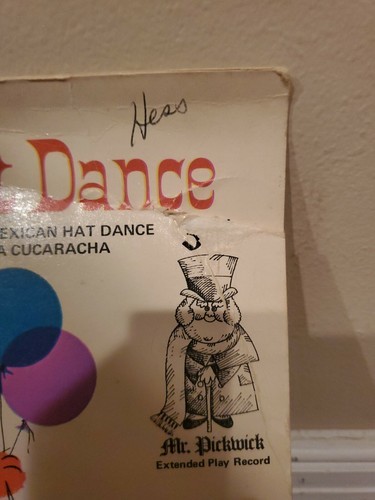 Hess
Dance
EXICAN HAT DANCE
A CUCARACHA
Mr. Pickwick
Extended Play Record